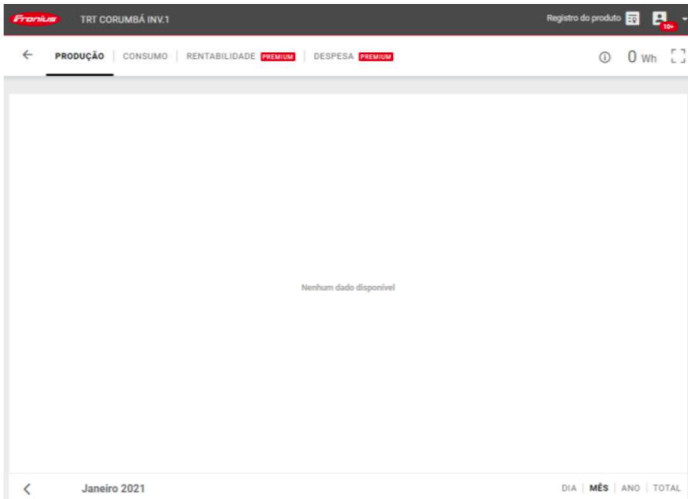 Fronius TRT CORUMBÁ INV.1 Registro do produto 10+
PRODUÇÃO CONSUMO RENTABILIDADE PREMIUM DESPESA PREMIUM 0 Wh
Nenhum dado disponível
Janeiro 2021 DIA MÊS ANO TOTAL